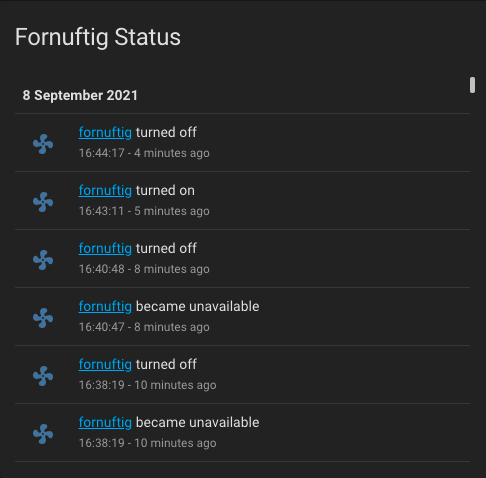 Fornuftig Status
8 September 2021
fornuftig turned off
16:44:17 - 4 minutes ago
fornuftig turned on
16:43:11 - 5 minutes ago
fornuftig turned off
16:40:48 - 8 minutes ago
fornuftig became unavailable
16:40:47 - 8 minutes ago
fornuftig turned off
16:38:19 - 10 minutes ago
fornuftig became unavailable
16:38:19 - 10 minutes ago